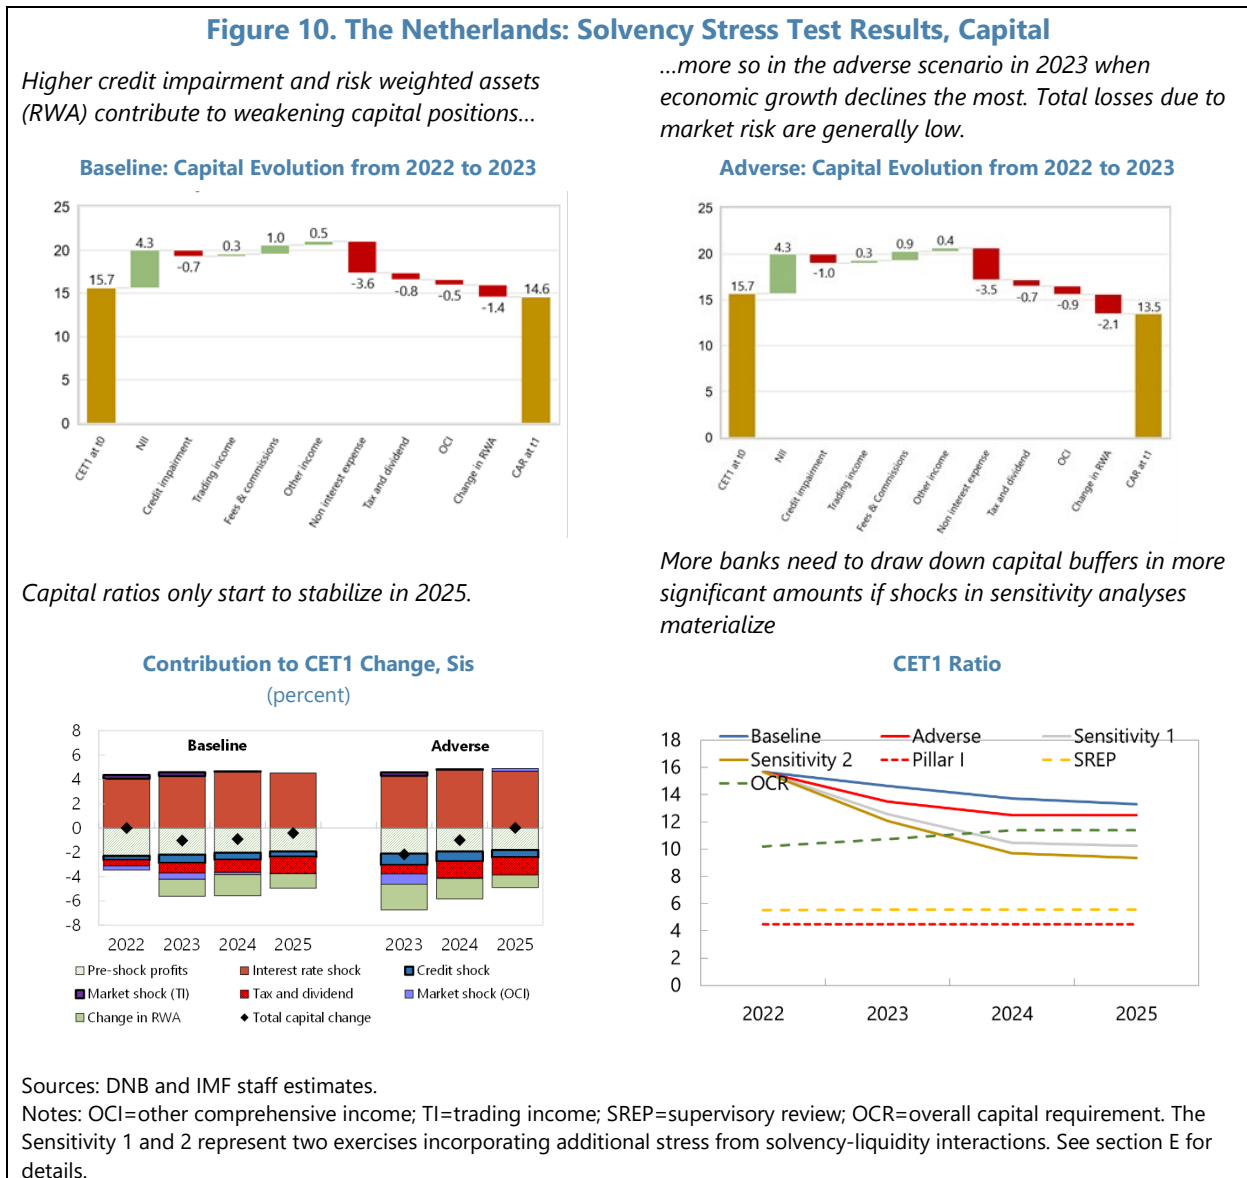 Figure 10. The Netherlands: Solvency Stress Test Results, Capital
Higher credit impairment and risk weighted assets
(RWA) contribute to weakening capital positions…
…more so in the adverse scenario in 2023 when
economic growth declines the most. Total losses due to
market risk are generally low.
Baseline: Capital Evolution from 2022 to 2023
25
20
15
10
5
0
15.7
4.3
-0.7
0.3
1.0
0.5
-3.6
-0.8
-0.5
-1.4
14.6
CET1 at t0
NII
Credit impairment
Trading income
Fees & commissions
Other income
Non interest expense
Tax and dividend
OCI
Change in RWA
CAR at t1
Adverse: Capital Evolution from 2022 to 2023
25
20
15
10
5
0
15.7
4.3
-1.0
0.3
0.9
0.4
-3.5
-0.7
-0.9
-2.1
13.5
CET1 at t0
NII
Credit impairment
Trading income
Fees & Commissions
Other income
Non interest expense
Tax and dividend
OCI
Change in RWA
CAR at t1
Capital ratios only start to stabilize in 2025.
More banks need to draw down capital buffers in more
significant amounts if shocks in sensitivity analyses
materialize
Contribution to CET1 Change, Sis
(percent)
8
6
4
2
0
-2
-4
-6
-8
Baseline
Adverse
2022 2023 2024 2025 2023 2024 2025
Pre-shock profits Interest rate shock Credit shock
Market shock (TI) Tax and dividend Market shock (OCI)
Change in RWA Total capital change
CET1 Ratio
18
16
14
12
10
8
6
4
2
0
Baseline Adverse Sensitivity 1
Sensitivity 2 Pillar I SREP
OCR
2022 2023 2024 2025
Sources: DNB and IMF staff estimates.
Notes: OCI=other comprehensive income; TI=trading income; SREP=supervisory review; OCR=overall capital requirement. The
Sensitivity 1 and 2 represent two exercises incorporating additional stress from solvency-liquidity interactions. See section E for
details.